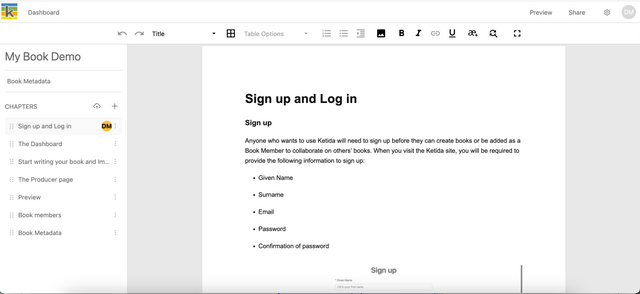 k
Dashboard
Preview
Share
DM
Title
Table Options
B
I
U
æ
My Book Demo
Book Metadata
CHAPTERS
Sign up and Log in
DM
The Dashboard
Start writing your book and Im...
The Producer page
Preview
Book members
Book Metadata
Sign up and Log in
Sign up
Anyone who wants to use Ketida will need to sign up before they can create books or be added as a
Book Member to collaborate on others' books. When you visit the Ketida site, you will be required to
provide the following information to sign up:
• Given Name
• Surname
• Email
• Password
• Confirmation of password
Sign up